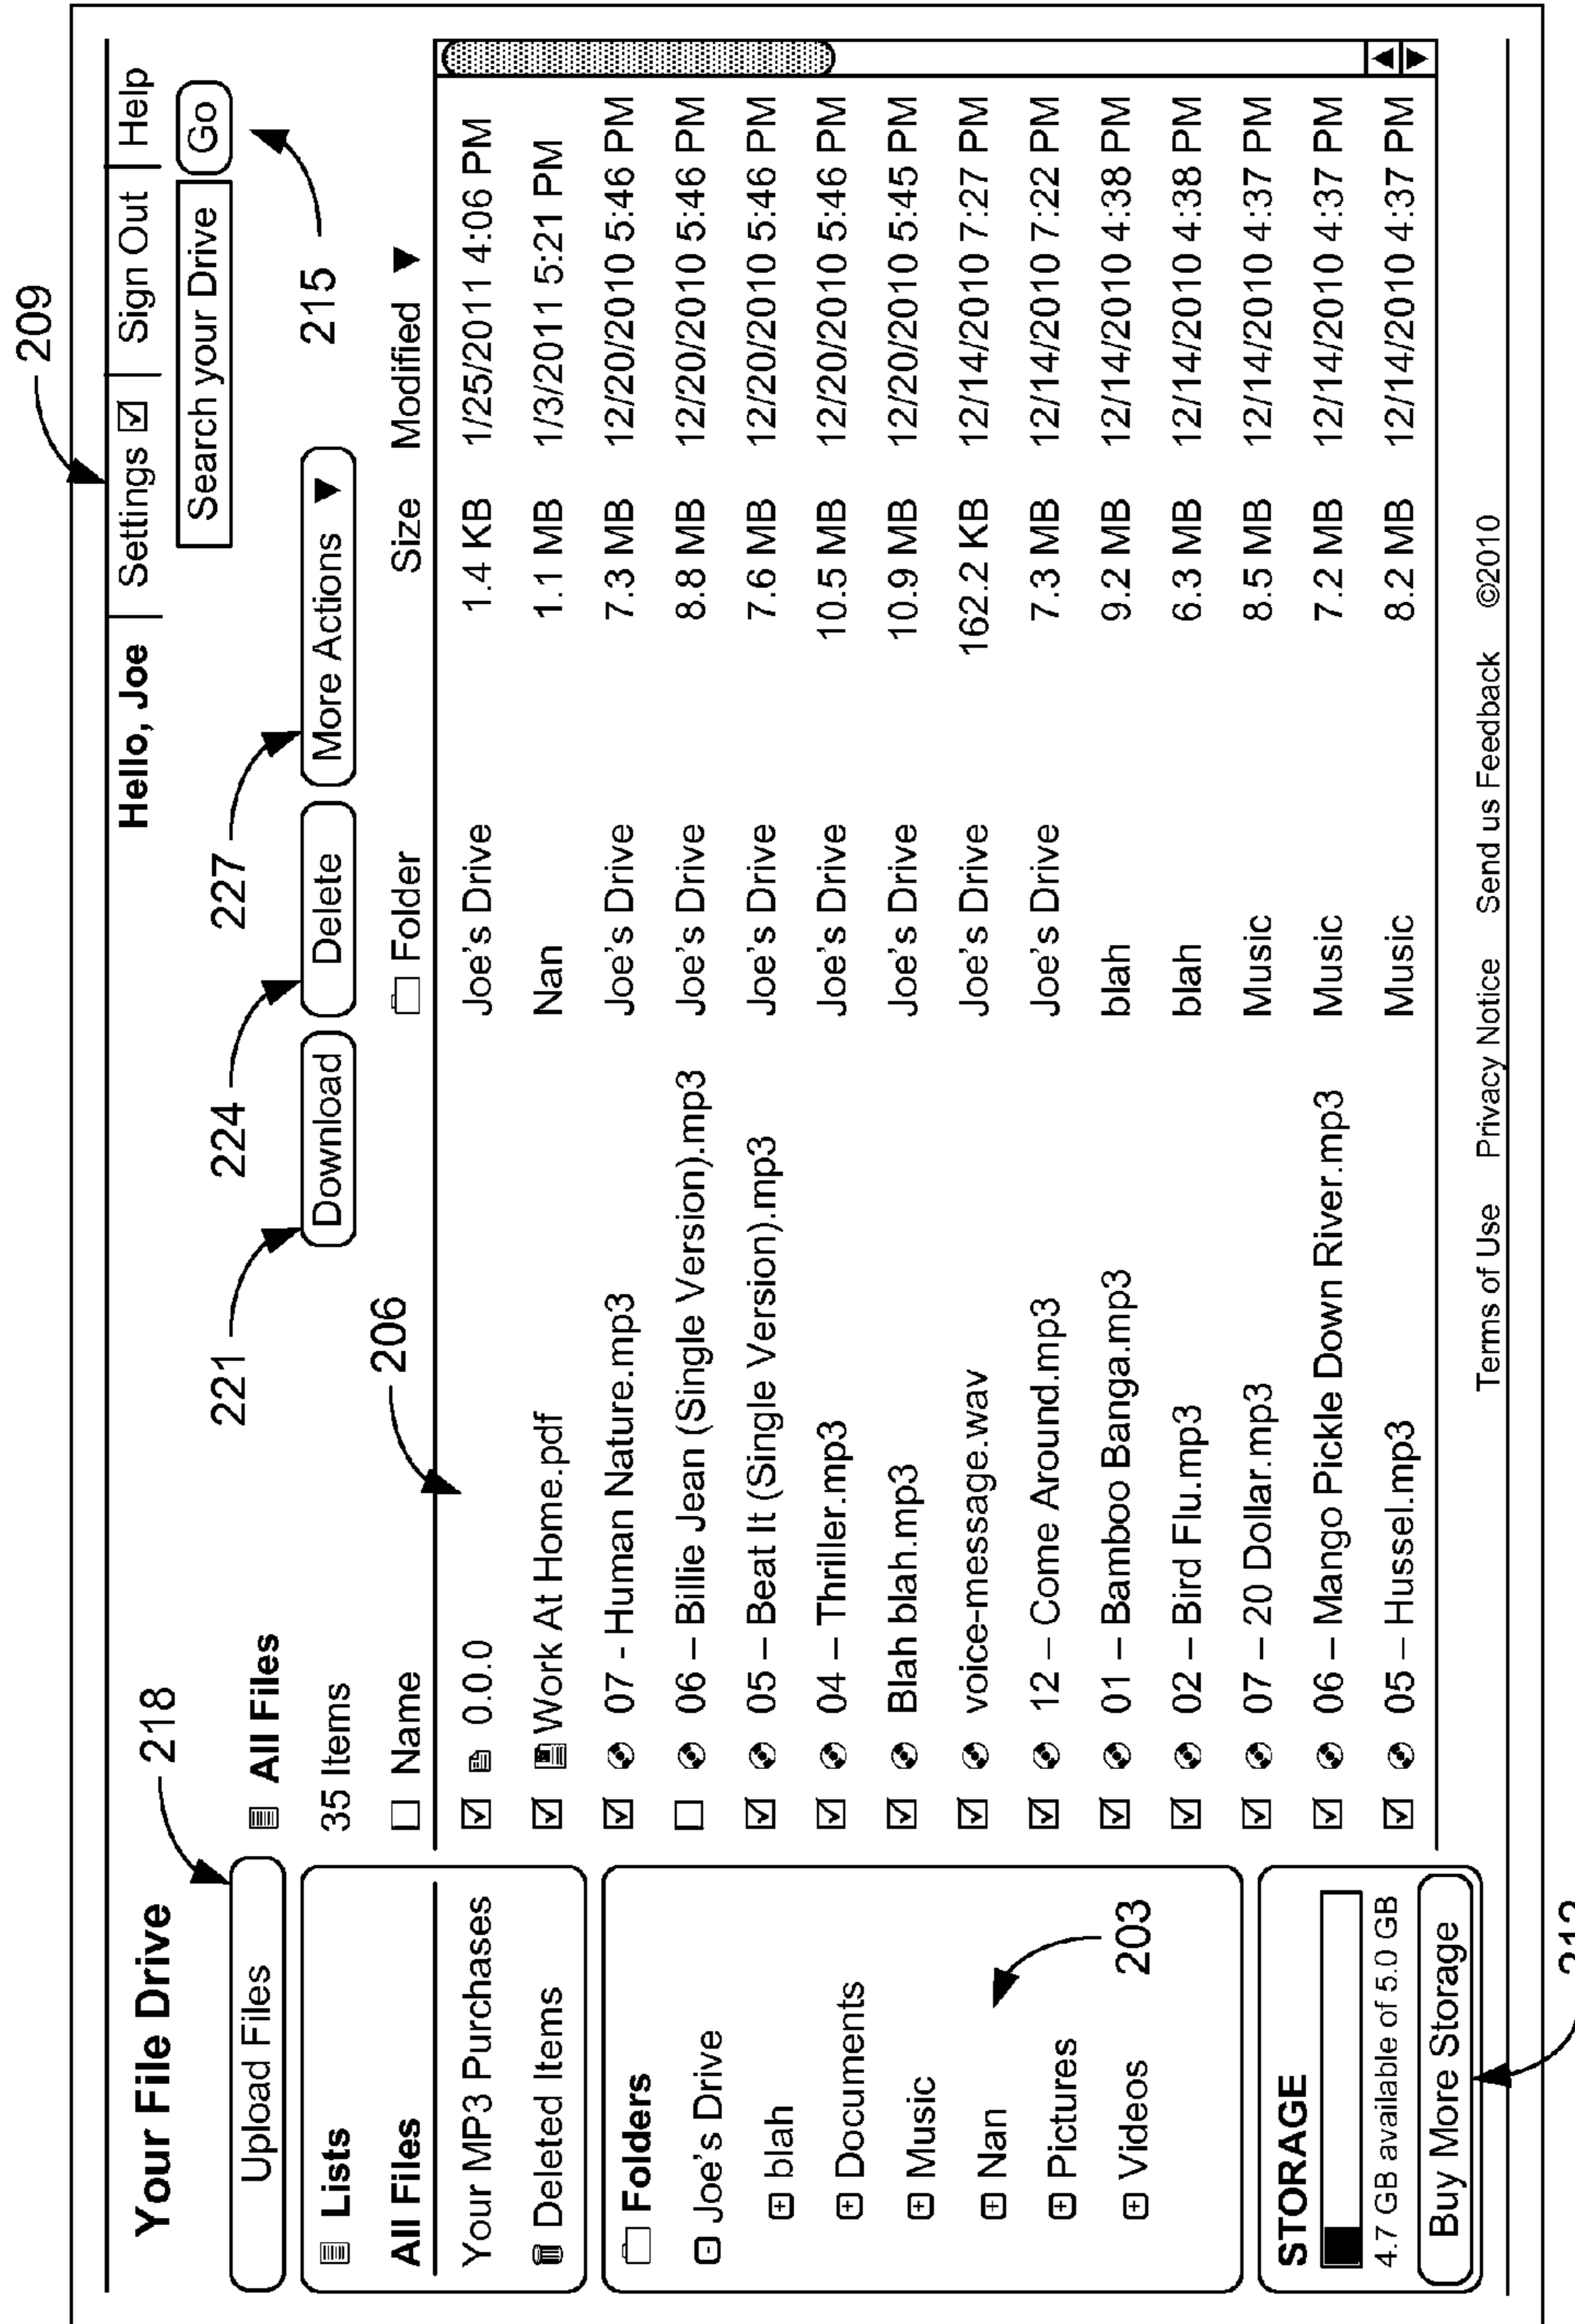 209
Hello, Joe | Settings | Sign Out | Help
Your File Drive
Search your Drive Go
218
215
Upload Files
All Files
221 224 227
35 Items
Download Delete More Actions ▼
Name Folder Size Modified ▼
206
0.0.0 Joe's Drive 1.4 KB 1/25/2011 4:06 PM
Work At Home.pdf Nan 1.1 MB 1/3/2011 5:21 PM
07 - Human Nature.mp3 Joe's Drive 7.3 MB 12/20/2010 5:46 PM
06 – Billie Jean (Single Version).mp3 Joe's Drive 8.8 MB 12/20/2010 5:46 PM
05 – Beat It (Single Version).mp3 Joe's Drive 7.6 MB 12/20/2010 5:46 PM
04 – Thriller.mp3 Joe's Drive 10.5 MB 12/20/2010 5:46 PM
Blah blah.mp3 Joe's Drive 10.9 MB 12/20/2010 5:45 PM
voice-message.wav Joe's Drive 162.2 KB 12/14/2010 7:27 PM
12 – Come Around.mp3 Joe's Drive 7.3 MB 12/14/2010 7:22 PM
01 – Bamboo Banga.mp3 blah 9.2 MB 12/14/2010 4:38 PM
02 – Bird Flu.mp3 blah 6.3 MB 12/14/2010 4:38 PM
07 – 20 Dollar.mp3 Music 8.5 MB 12/14/2010 4:37 PM
06 – Mango Pickle Down River.mp3 Music 7.2 MB 12/14/2010 4:37 PM
05 – Hussel.mp3 Music 8.2 MB 12/14/2010 4:37 PM
Lists
All Files
Your MP3 Purchases
Deleted Items
Folders
Joe's Drive
blah
Documents
Music
Nan
Pictures
Videos
203
STORAGE
4.7 GB available of 5.0 GB
Buy More Storage
Terms of Use Privacy Notice Send us Feedback ©2010